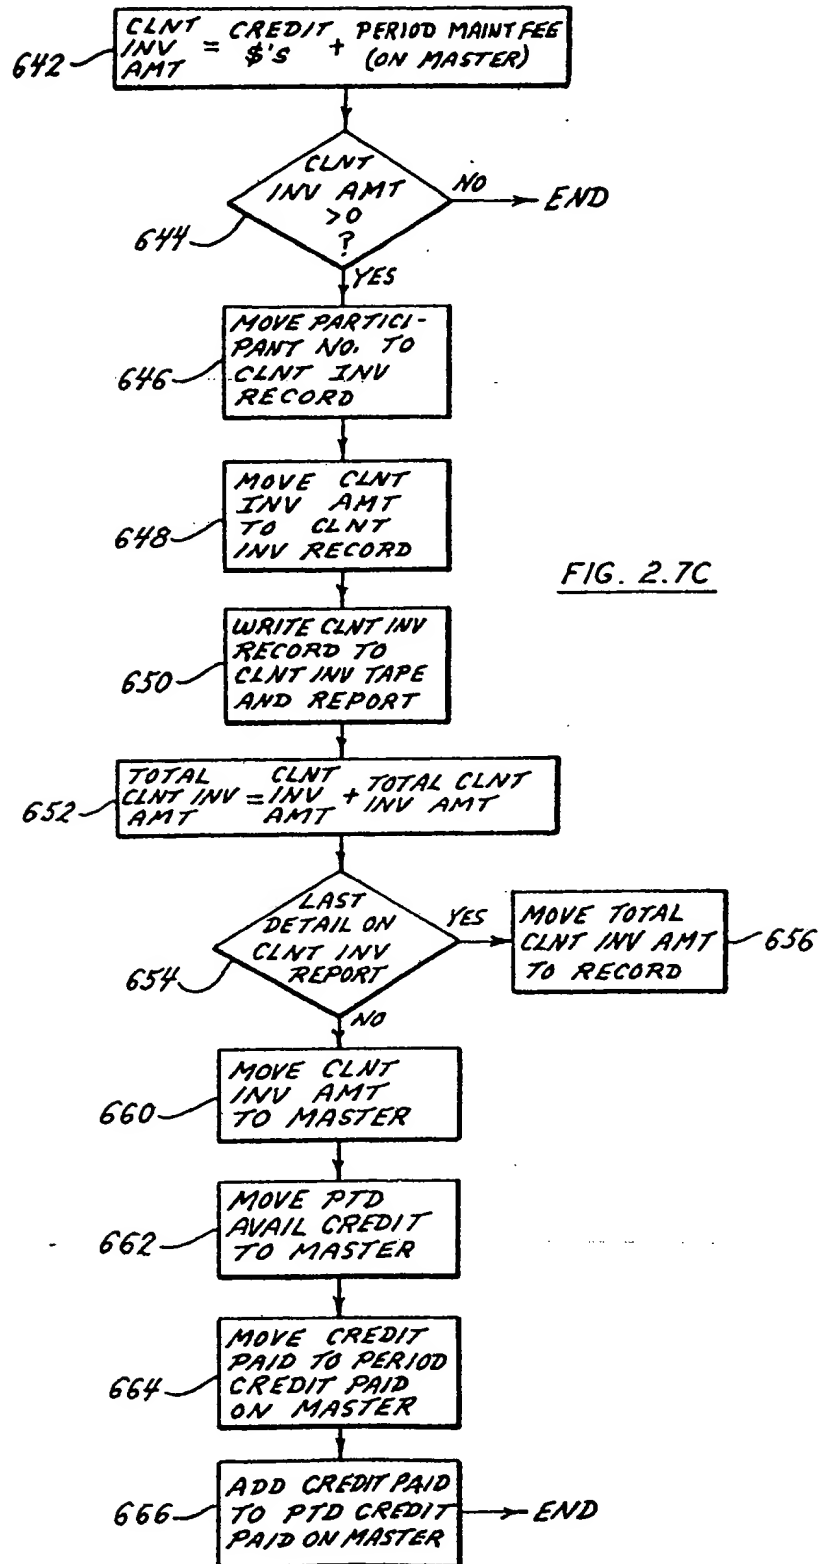 CLNT
INV
AMT
= CREDIT
$'S
+ PERIOD MAINT FEE
(ON MASTER)
642
CLNT
INV AMT
>0
?
NO
END
644
YES
MOVE PARTICI-
PANT NO. TO
CLNT INV
RECORD
646
MOVE CLNT
INV AMT
TO CLNT
INV RECORD
648
FIG. 2.7C
WRITE CLNT INV
RECORD TO
CLNT INV TAPE
AND REPORT
650
TOTAL
CLNT INV
AMT
= CLNT
INV
AMT
+ TOTAL CLNT
INV AMT
652
LAST
DETAIL ON
CLNT INV
REPORT
YES
654
MOVE TOTAL
CLNT INV AMT
TO RECORD
656
NO
MOVE CLNT
INV AMT
TO MASTER
660
MOVE PTD
AVAIL CREDIT
TO MASTER
662
MOVE CREDIT
PAID TO PERIOD
CREDIT PAID
ON MASTER
664
ADD CREDIT PAID
TO PTD CREDIT
PAID ON MASTER
666
END